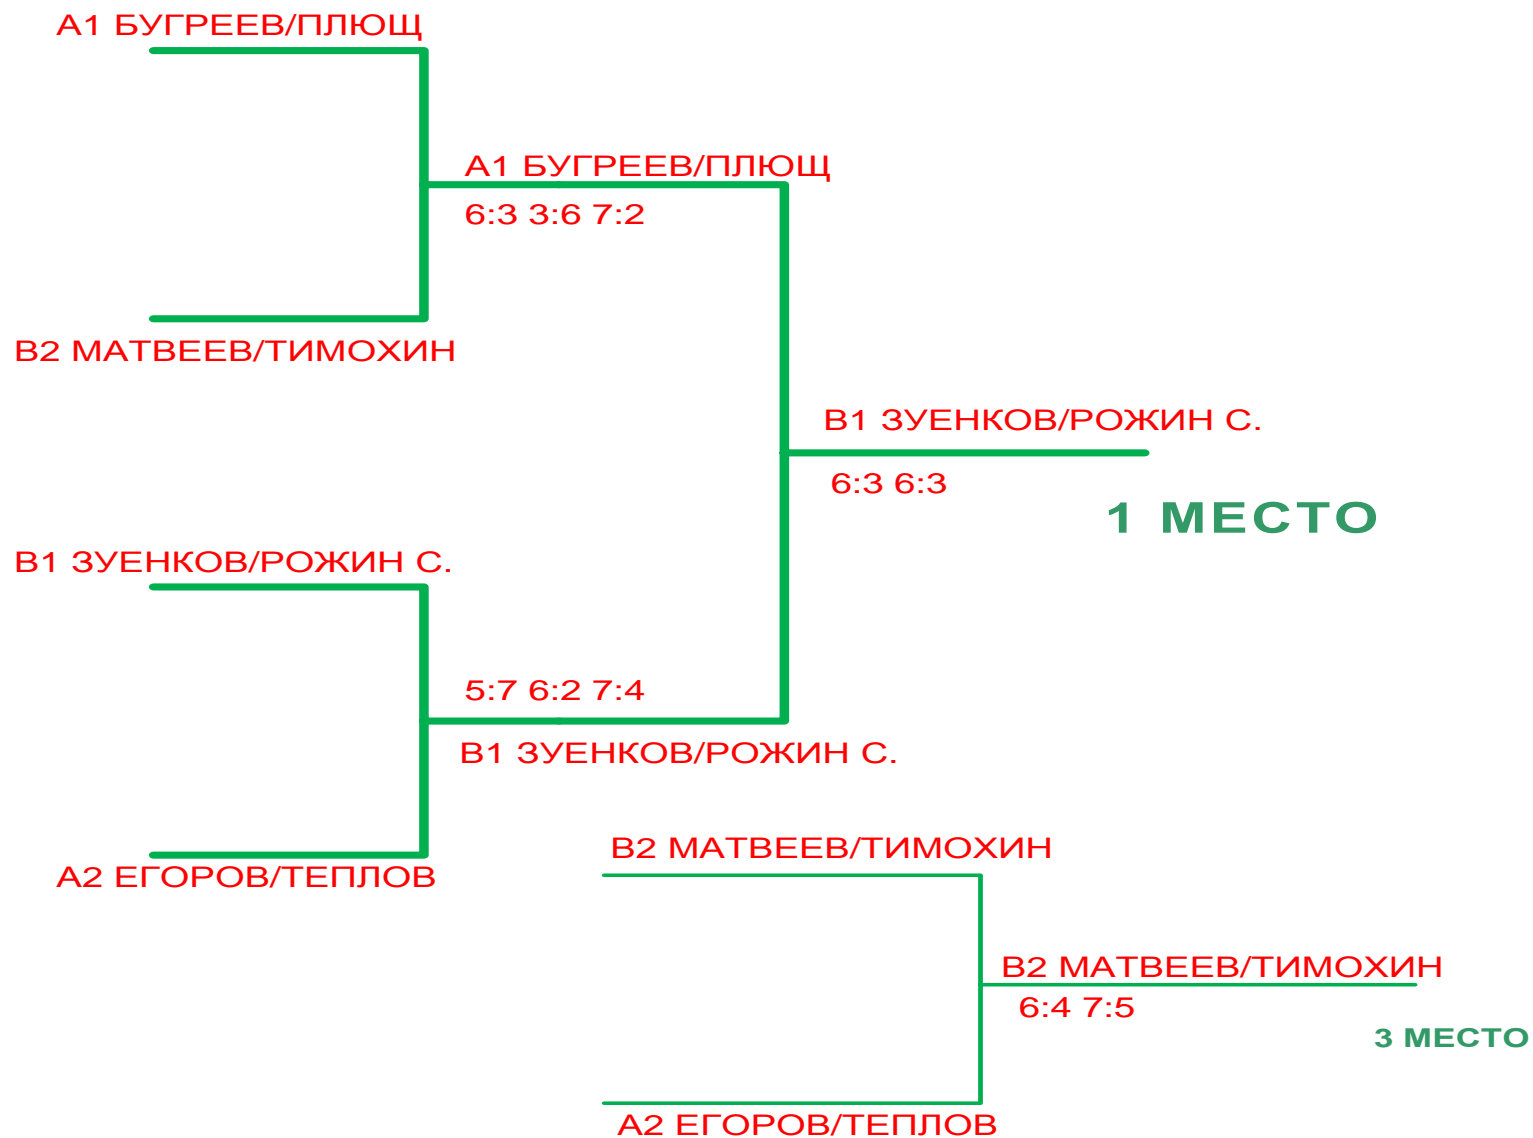 А1 БУГРЕЕВ/ПЛЮЩ
А1 БУГРЕЕВ/ПЛЮЩ
6:3 3:6 7:2
В2 МАТВЕЕВ/ТИМОХИН
В1 ЗУЕНКОВ/РОЖИН С.
6:3 6:3
1 МЕСТО
В1 ЗУЕНКОВ/РОЖИН С.
5:7 6:2 7:4
В1 ЗУЕНКОВ/РОЖИН С.
А2 ЕГОРОВ/ТЕПЛОВ
В2 МАТВЕЕВ/ТИМОХИН
В2 МАТВЕЕВ/ТИМОХИН
6:4 7:5
3 МЕСТО
А2 ЕГОРОВ/ТЕПЛОВ